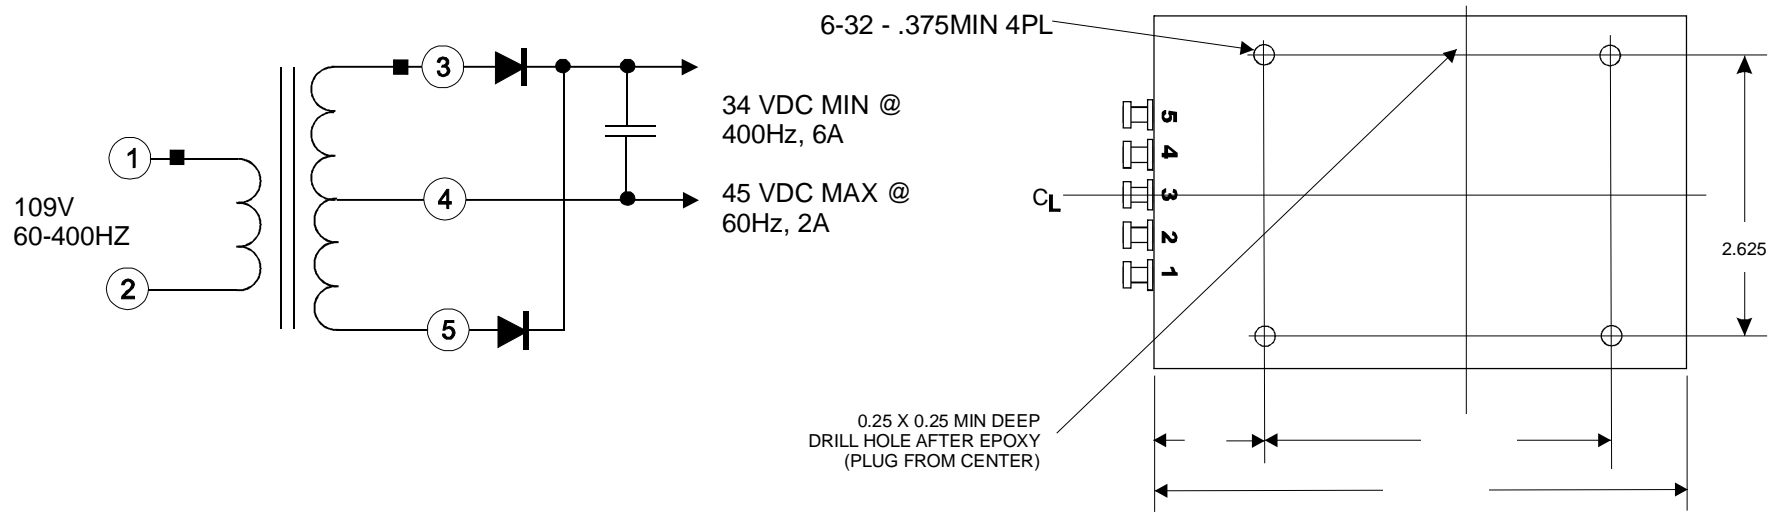 3
34 VDC MIN @
400Hz, 6A
1
109V
60-400HZ
4
45 VDC MAX @
60Hz, 2A
2
5
6-32 - .375MIN 4PL
5
4
CL
3
2
1
2.625
0.25 X 0.25 MIN DEEP
DRILL HOLE AFTER EPOXY
(PLUG FROM CENTER)